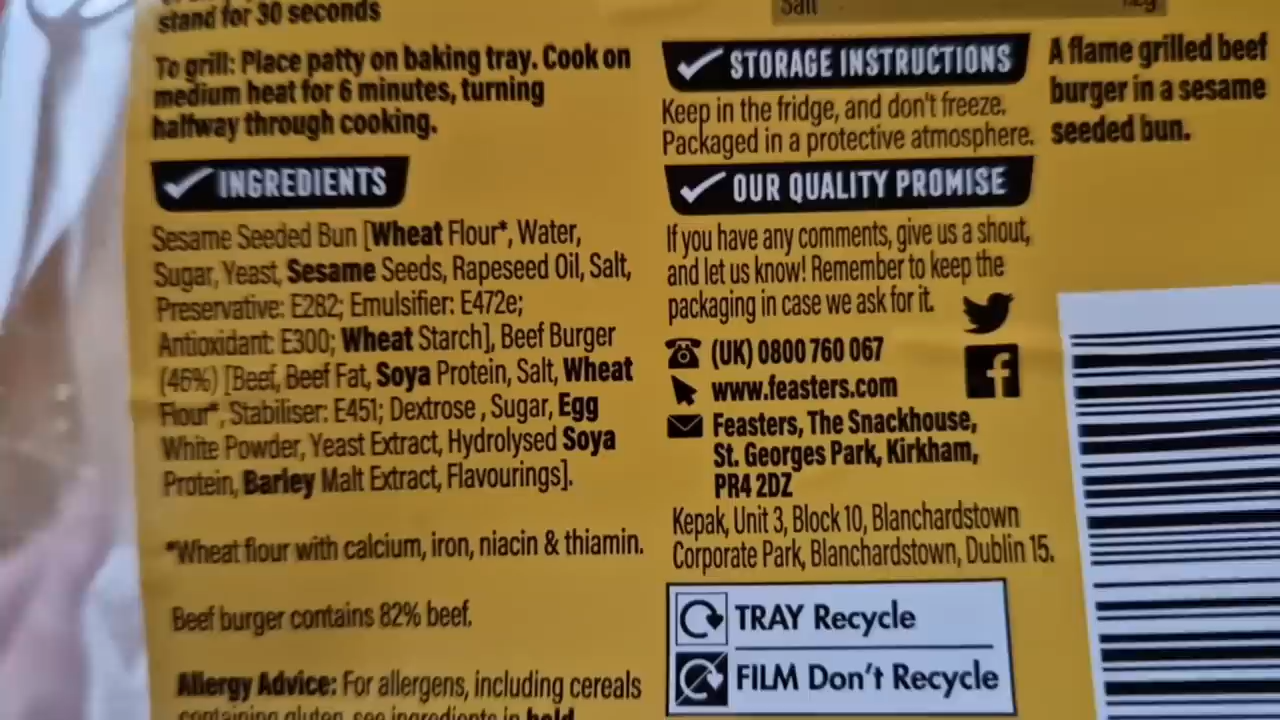 stand for 30 seconds
To grill: Place patty on baking tray. Cook on
medium heat for 6 minutes, turning
halfway through cooking.
INGREDIENTS
Sesame Seeded Bun [Wheat Flour*, Water,
Sugar, Yeast, Sesame Seeds, Rapeseed Oil, Salt,
Preservative: E282; Emulsifier: E472e;
Antioxidant: E300; Wheat Starch], Beef Burger
(46%) [Beef, Beef Fat, Soya Protein, Salt, Wheat
Flour*, Stabiliser: E451; Dextrose , Sugar, Egg
White Powder, Yeast Extract, Hydrolysed Soya
Protein, Barley Malt Extract, Flavourings].
*Wheat flour with calcium, iron, niacin & thiamin.
Beef burger contains 82% beef.
Allergy Advice: For allergens, including cereals
containing gluten, see ingredients in bold
Salt
STORAGE INSTRUCTIONS
Keep in the fridge, and don't freeze.
Packaged in a protective atmosphere.
OUR QUALITY PROMISE
If you have any comments, give us a shout,
and let us know! Remember to keep the
packaging in case we ask for it.
(UK) 0800 760 067
www.feasters.com
Feasters, The Snackhouse,
St. Georges Park, Kirkham,
PR4 2DZ
Kepak, Unit 3, Block 10, Blanchardstown
Corporate Park, Blanchardstown, Dublin 15.
TRAY Recycle
FILM Don't Recycle
A flame grilled beef
burger in a sesame
seeded bun.